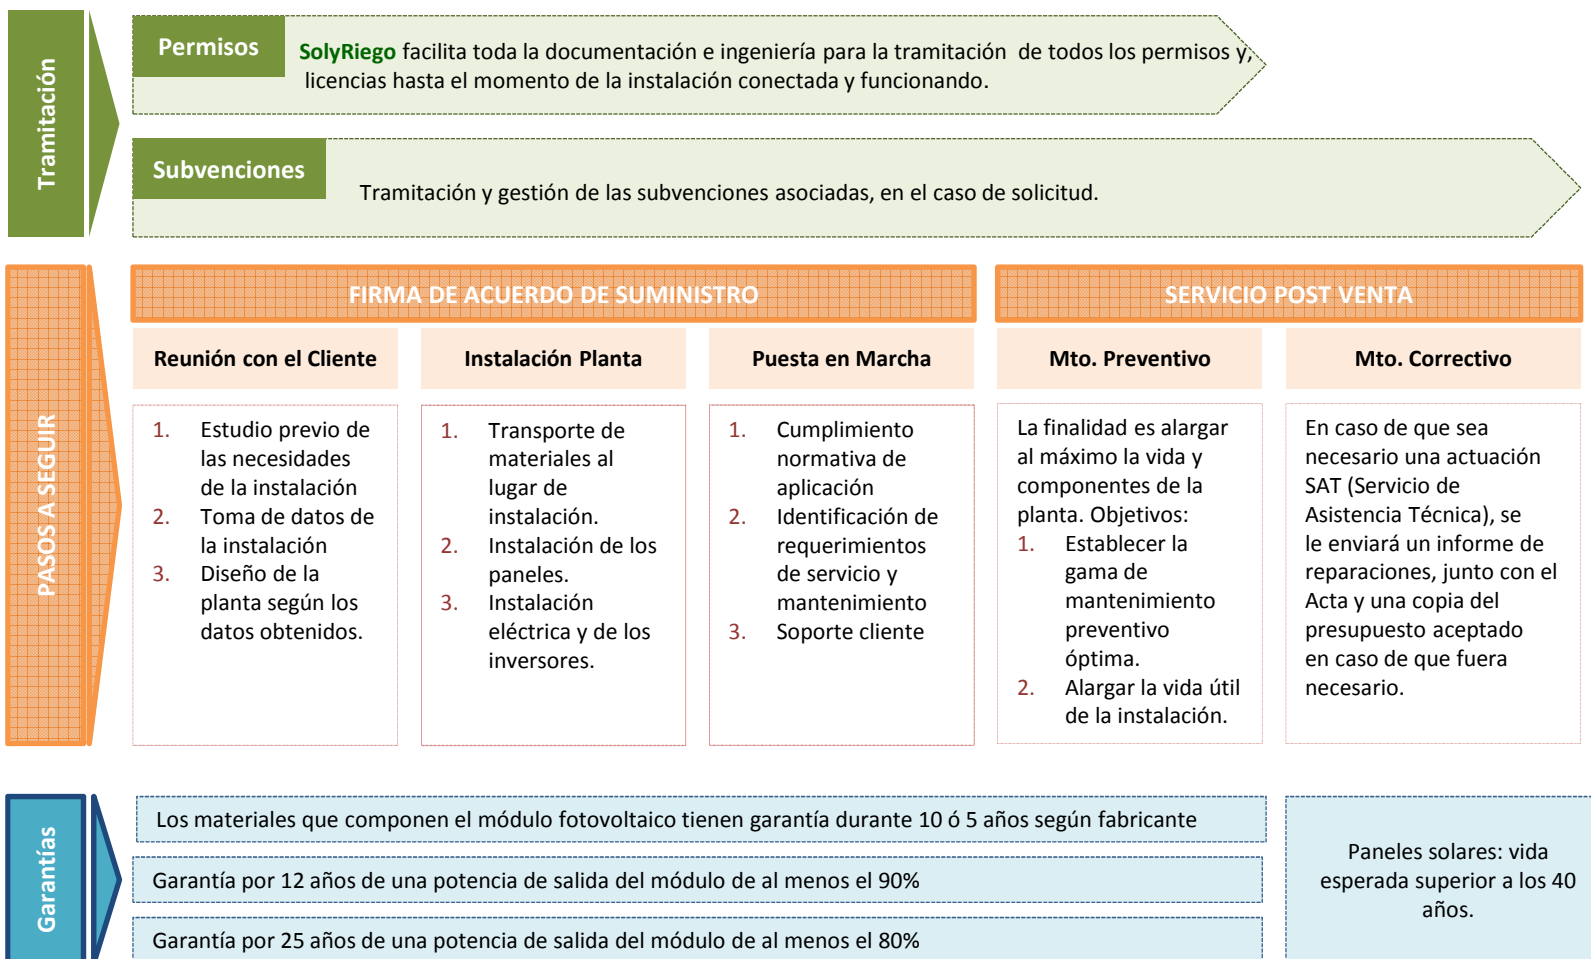 Tramitación
Permisos
SolyRiego facilita toda la documentación e ingeniería para la tramitación de todos los permisos y,
licencias hasta el momento de la instalación conectada y funcionando.
Subvenciones
Tramitación y gestión de las subvenciones asociadas, en el caso de solicitud.
PASOS A SEGUIR
FIRMA DE ACUERDO DE SUMINISTRO
Reunión con el Cliente
1. Estudio previo de
las necesidades
de la instalación
2. Toma de datos de
la instalación
3. Diseño de la
planta según los
datos obtenidos.
Instalación Planta
1. Transporte de
materiales al
lugar de
instalación.
2. Instalación de los
paneles.
3. Instalación
eléctrica y de los
inversores.
Puesta en Marcha
1. Cumplimiento
normativa de
aplicación
2. Identificación de
requerimientos
de servicio y
mantenimiento
3. Soporte cliente
SERVICIO POST VENTA
Mto. Preventivo
La finalidad es alargar
al máximo la vida y
componentes de la
planta. Objetivos:
1. Establecer la
gama de
mantenimiento
preventivo
óptima.
2. Alargar la vida útil
de la instalación.
Mto. Correctivo
En caso de que sea
necesario una actuación
SAT (Servicio de
Asistencia Técnica), se
le enviará un informe de
reparaciones, junto con el
Acta y una copia del
presupuesto aceptado
en caso de que fuera
necesario.
Garantías
Los materiales que componen el módulo fotovoltaico tienen garantía durante 10 ó 5 años según fabricante
Garantía por 12 años de una potencia de salida del módulo de al menos el 90%
Garantía por 25 años de una potencia de salida del módulo de al menos el 80%
Paneles solares: vida
esperada superior a los 40
años.